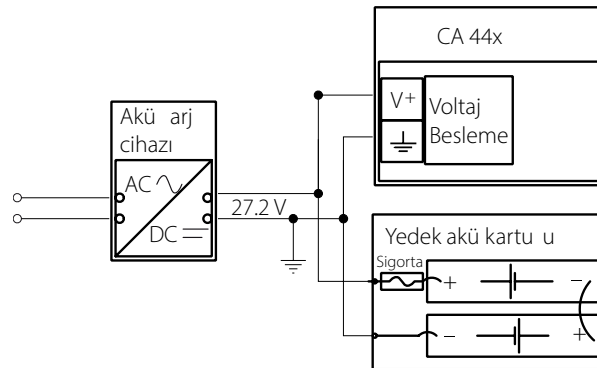 CA 44x
V+
Voltaj
Besleme
Akü arj
cihazı
AC
DC
27.2 V
Yedek akü kartu u
Sigorta
+
−
−
+